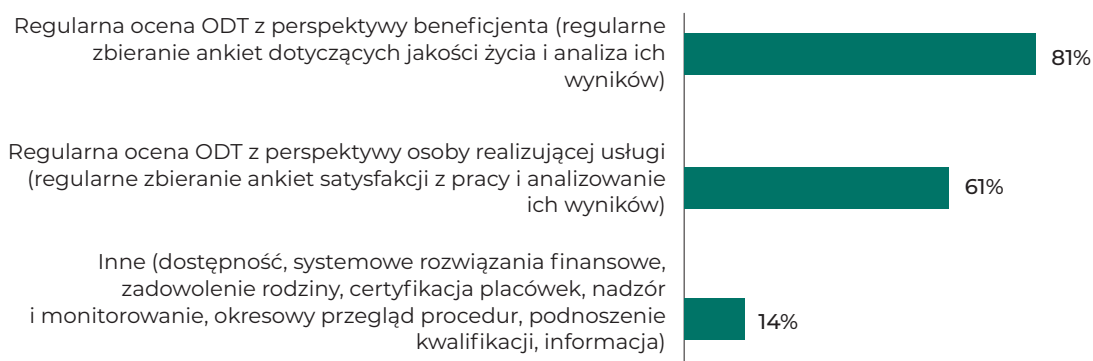 Regularna ocena ODT z perspektywy beneficjenta (regularne
zbieranie ankiet dotyczących jakości życia i analiza ich
wyników)
81%
Regularna ocena ODT z perspektywy osoby realizującej usługi
(regularne zbieranie ankiet satysfakcji z pracy i analizowanie
ich wyników)
61%
Inne (dostępność, systemowe rozwiązania finansowe,
zadowolenie rodziny, certyfikacja placówek, nadzór
i monitorowanie, okresowy przegląd procedur, podnoszenie
kwalifikacji, informacja)
14%